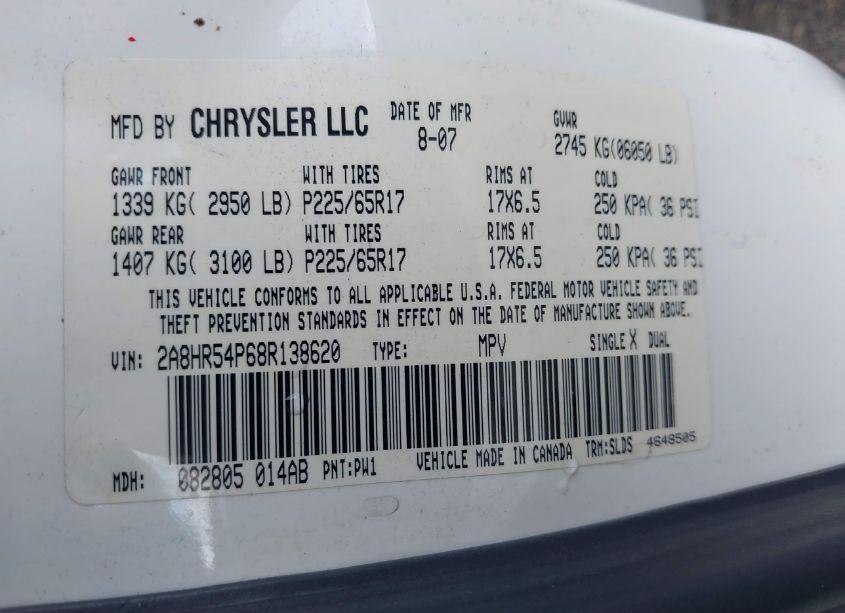 MFD BY CHRYSLER LLC DATE OF MFR 8-07 GVWR 2745 KG(06050 LB)
GAWR FRONT WITH TIRES RIMS AT COLD
1339 KG( 2950 LB) P225/65R17 17X6.5 250 KPA( 36 PSI
GAWR REAR WITH TIRES RIMS AT COLD
1407 KG( 3100 LB) P225/65R17 17X6.5 250 KPA( 36 PSI
THIS VEHICLE CONFORMS TO ALL APPLICABLE U.S.A. FEDERAL MOTOR VEHICLE SAFETY AND
THEFT PREVENTION STANDARDS IN EFFECT ON THE DATE OF MANUFACTURE SHOWN ABOVE.
VIN: 2A8HR54P68R138620 TYPE: MPV SINGLE X DUAL
MDH: 082805 014AB PNT:PW1 VEHICLE MADE IN CANADA TRM:SLDS 4648505